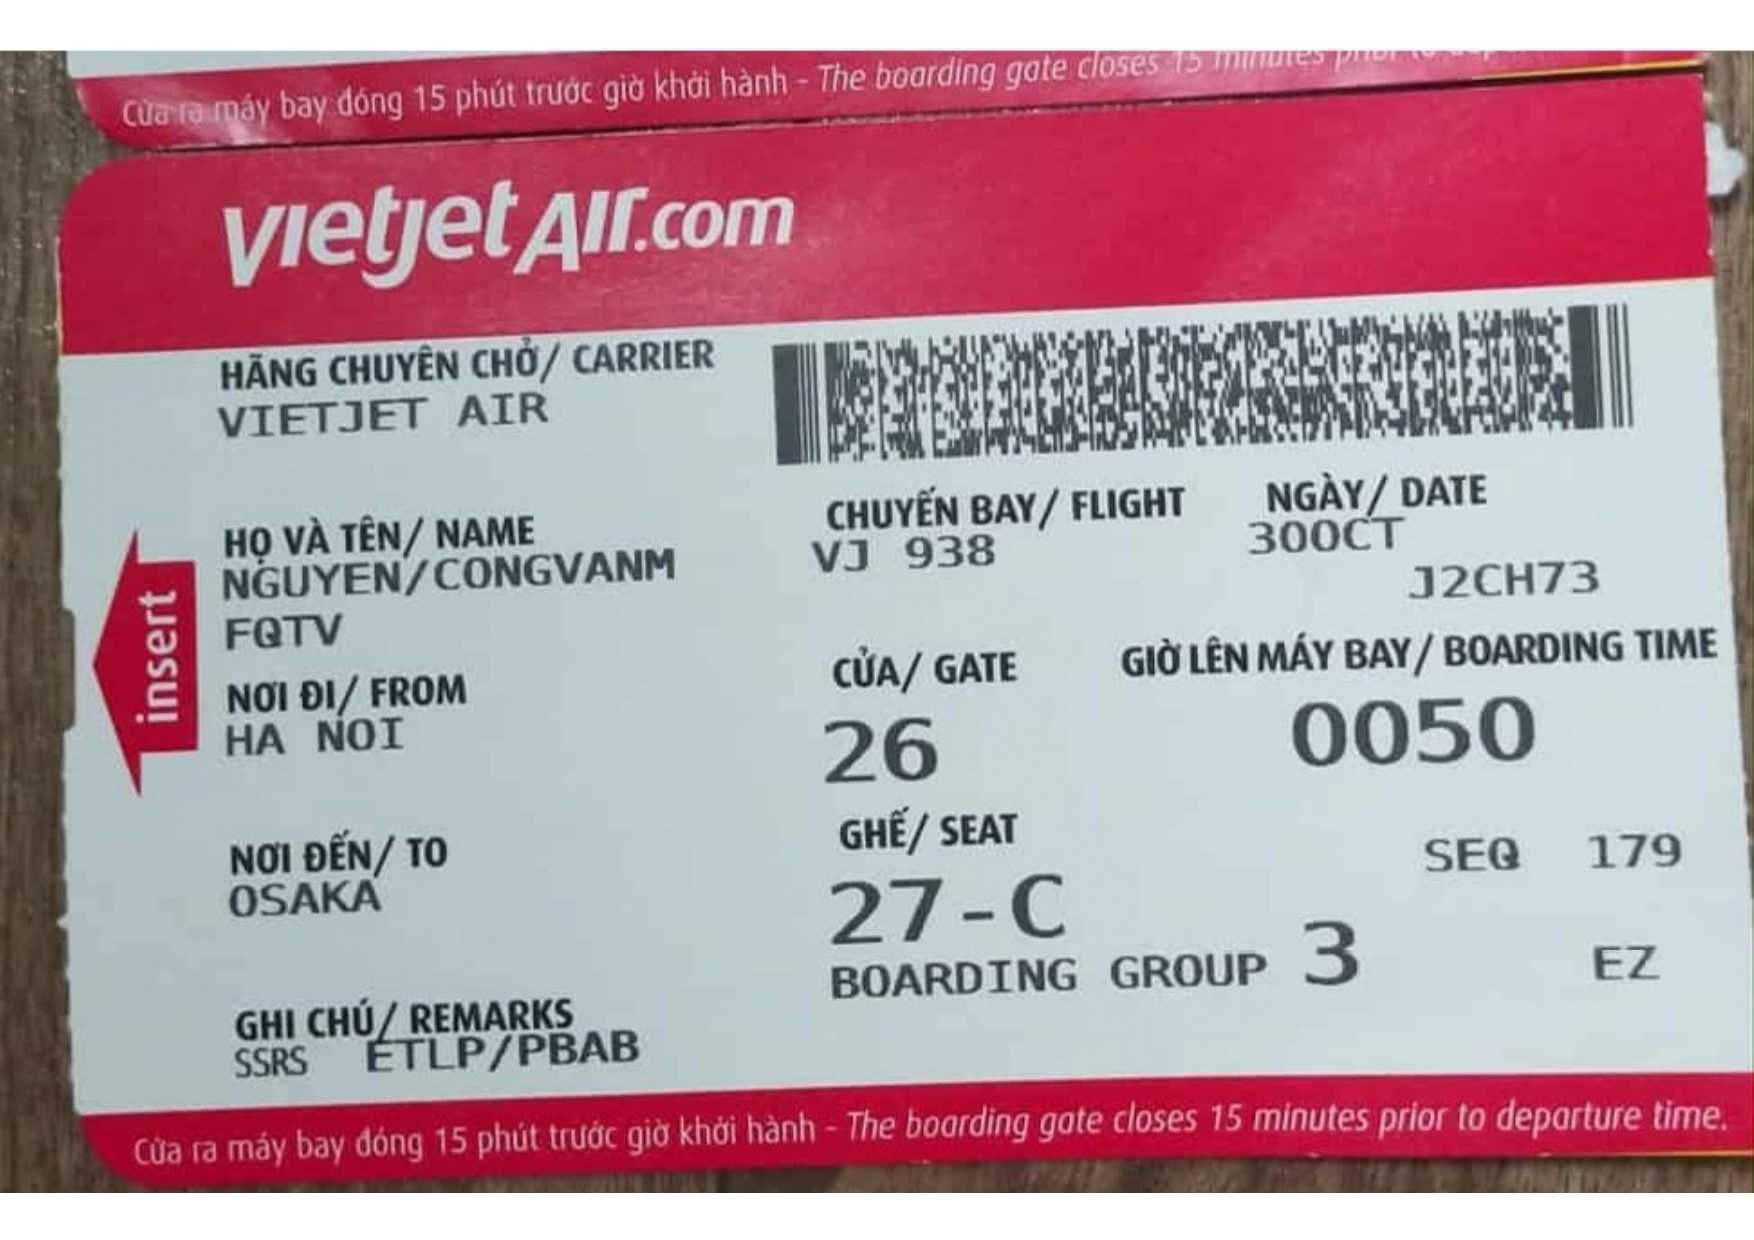 Cửa ra máy bay đóng 15 phút trước giờ khởi hành - The boarding gate closes 15 minutes prior to
vietjetAir.com
HÃNG CHUYÊN CHỞ/ CARRIER
VIETJET AIR
HỌ VÀ TÊN/ NAME
NGUYEN/CONGVANM
FQTV
CHUYẾN BAY/ FLIGHT
VJ 938
NGÀY/ DATE
30OCT
J2CH73
insert
NƠI ĐI/ FROM
HA NOI
CỬA/ GATE
26
GIỜ LÊN MÁY BAY/ BOARDING TIME
0050
NƠI ĐẾN/ TO
OSAKA
GHẾ/ SEAT
27-C
SEQ 179
BOARDING GROUP 3
EZ
GHI CHÚ/ REMARKS
SSRS ETLP/PBAB
Cửa ra máy bay đóng 15 phút trước giờ khởi hành - The boarding gate closes 15 minutes prior to departure time.